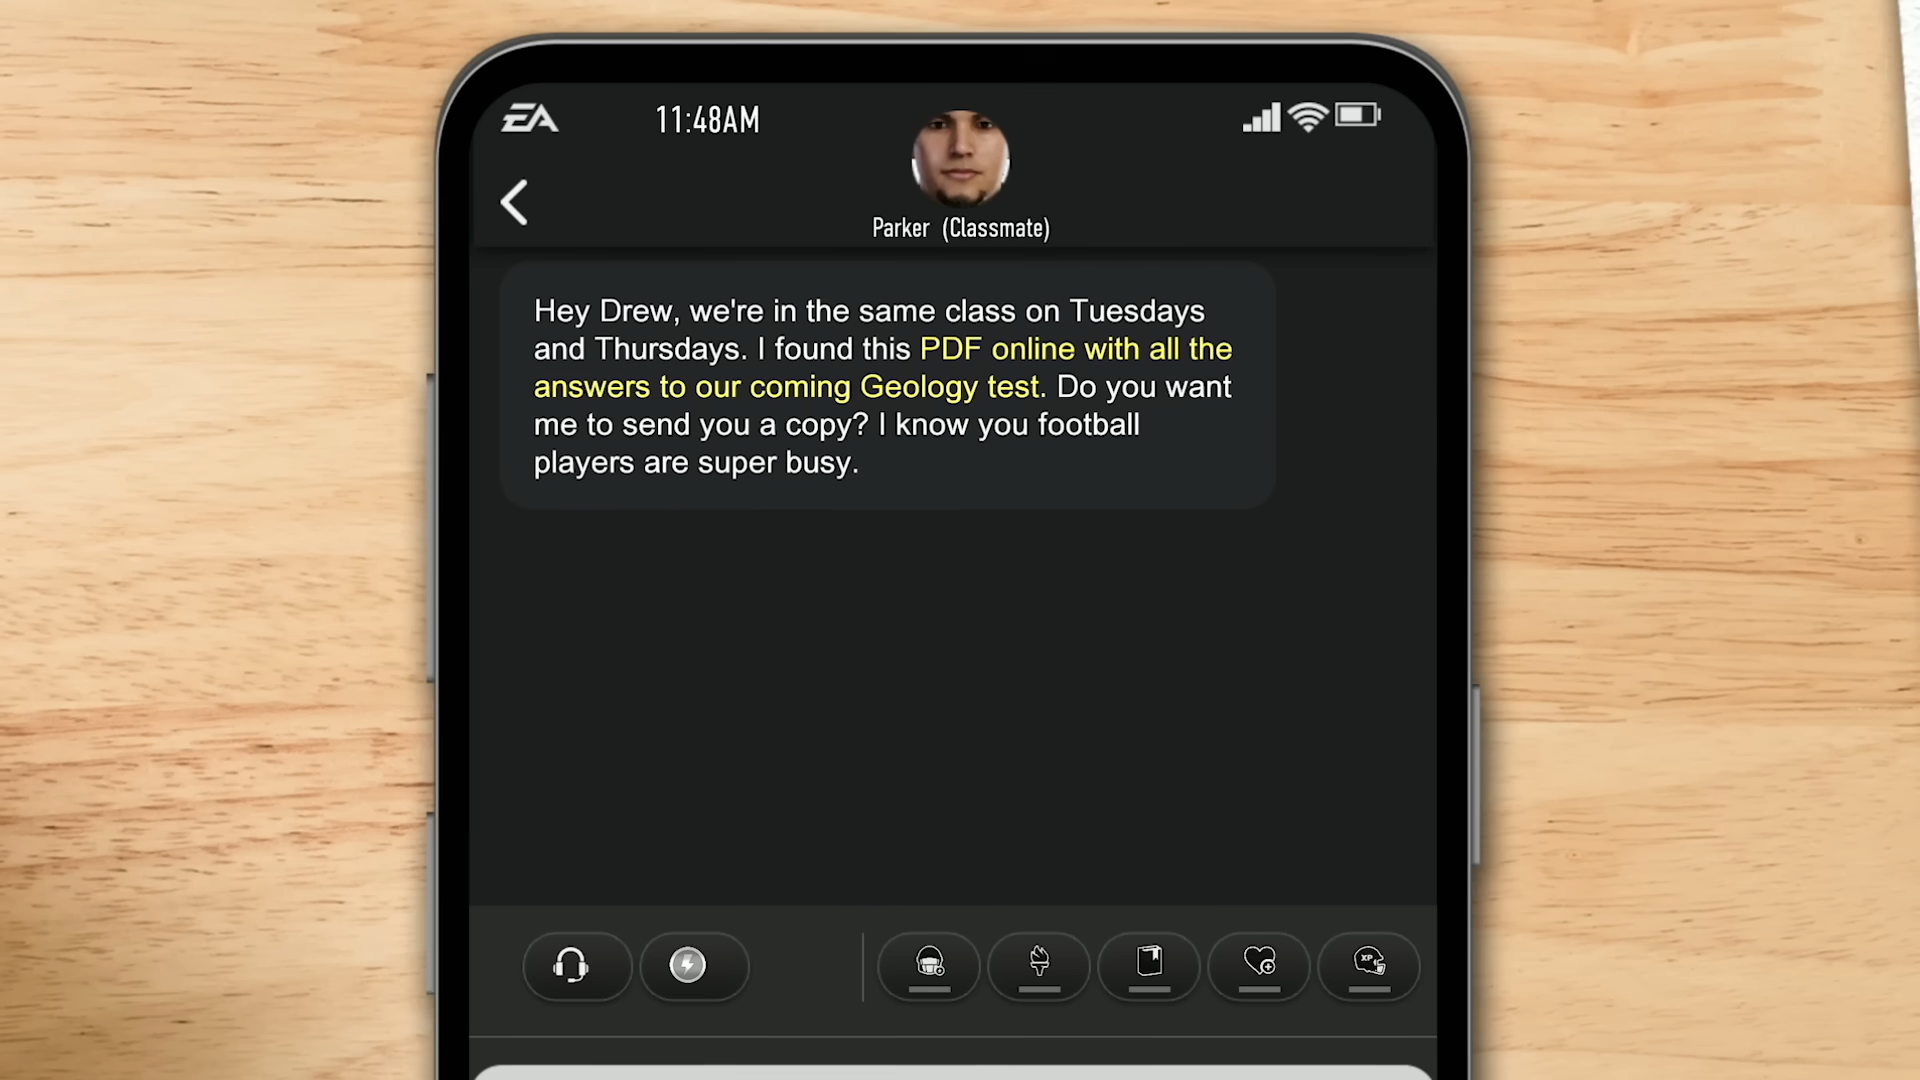 EA
11:48AM
Parker (Classmate)
Hey Drew, we're in the same class on Tuesdays
and Thursdays. I found this PDF online with all the
answers to our coming Geology test. Do you want
me to send you a copy? I know you football
players are super busy.
XP